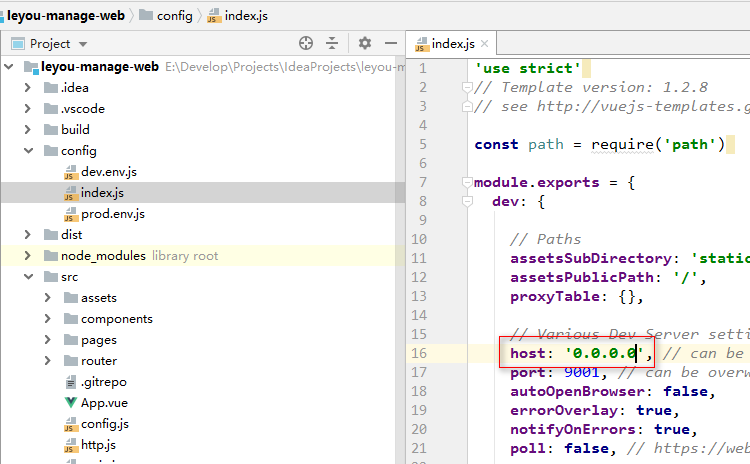 leyou-manage-web config index.js
Project
leyou-manage-web E:\Develop\Projects\IdeaProjects\leyou-m
.idea
.vscode
build
config
dev.env.js
index.js
prod.env.js
dist
node_modules library root
src
assets
components
pages
router
.gitrepo
App.vue
config.js
http.js
index.js
1 'use strict'
2 // Template version: 1.2.8
3 // see http://vuejs-templates.g
4
5 const path = require('path')
6
7 module.exports = {
8 dev: {
9
10 // Paths
11 assetsSubDirectory: 'static
12 assetsPublicPath: '/',
13 proxyTable: {},
14
15 // Various Dev Server setti
16 host: '0.0.0.0', // can be
17 port: 9001, // can be overw
18 autoOpenBrowser: false,
19 errorOverlay: true,
20 notifyOnErrors: true,
21 poll: false, // https://web